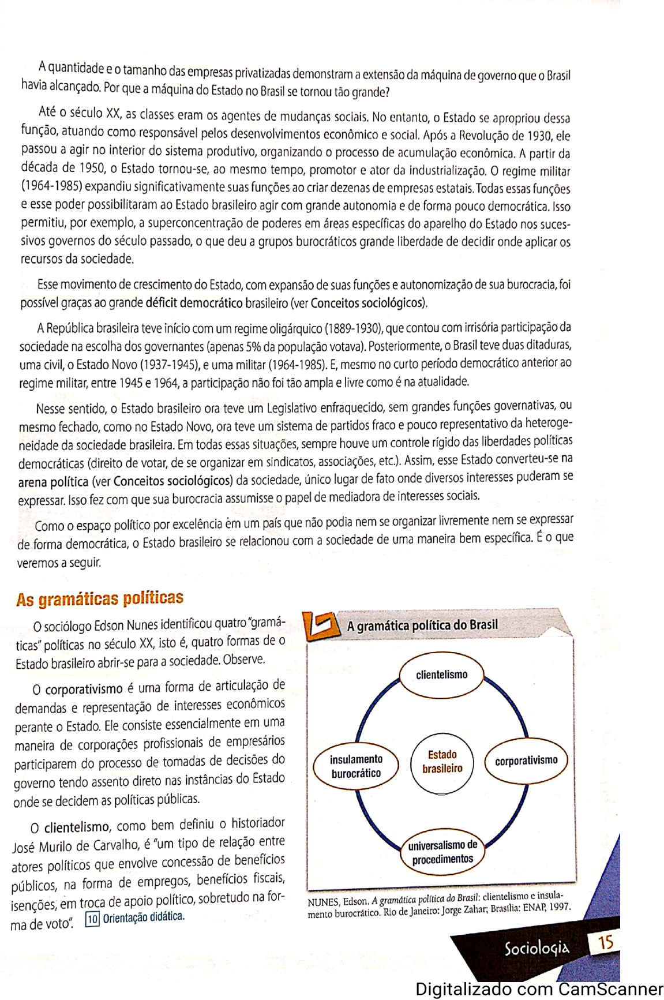 A quantidade e o tamanho das empresas privatizadas demonstram a extensão da máquina de governo que o Brasil
havia alcançado. Por que a máquina do Estado no Brasil se tornou tão grande?
Até o século XX, as classes eram os agentes de mudanças sociais. No entanto, o Estado se apropriou dessa
função, atuando como responsável pelos desenvolvimentos econômico e social. Após a Revolução de 1930, ele
passou a agir no interior do sistema produtivo, organizando o processo de acumulação econômica. A partir da
década de 1950, o Estado tornou-se, ao mesmo tempo, promotor e ator da industrialização. O regime militar
(1964-1985) expandiu significativamente suas funções ao criar dezenas de empresas estatais. Todas essas funções
e esse poder possibilitaram ao Estado brasileiro agir com grande autonomia e de forma pouco democrática. Isso
permitiu, por exemplo, a superconcentração de poderes em áreas específicas do aparelho do Estado nos suces-
sivos governos do século passado, o que deu a grupos burocráticos grande liberdade de decidir onde aplicar os
recursos da sociedade.
Esse movimento de crescimento do Estado, com expansão de suas funções e autonomização de sua burocracia, foi
possível graças ao grande déficit democrático brasileiro (ver Conceitos sociológicos).
A República brasileira teve início com um regime oligárquico (1889-1930), que contou com irrisória participação da
sociedade na escolha dos governantes (apenas 5% da população votava). Posteriormente, o Brasil teve duas ditaduras,
uma civil, o Estado Novo (1937-1945), e uma militar (1964-1985). E, mesmo no curto período democrático anterior ao
regime militar, entre 1945 e 1964, a participação não foi tão ampla e livre como é na atualidade.
Nesse sentido, o Estado brasileiro ora teve um Legislativo enfraquecido, sem grandes funções governativas, ou
mesmo fechado, como no Estado Novo, ora teve um sistema de partidos fraco e pouco representativo da heteroge-
neidade da sociedade brasileira. Em todas essas situações, sempre houve um controle rígido das liberdades políticas
democráticas (direito de votar, de se organizar em sindicatos, associações, etc.). Assim, esse Estado converteu-se na
arena política (ver Conceitos sociológicos) da sociedade, único lugar de fato onde diversos interesses puderam se
expressar. Isso fez com que sua burocracia assumisse o papel de mediadora de interesses sociais.
Como o espaço político por excelência em um país que não podia nem se organizar livremente nem se expressar
de forma democrática, o Estado brasileiro se relacionou com a sociedade de uma maneira bem específica. É o que
veremos a seguir.
As gramáticas políticas
O sociólogo Edson Nunes identificou quatro "gramá-
ticas" políticas no século XX, isto é, quatro formas de o
Estado brasileiro abrir-se para a sociedade. Observe.
O corporativismo é uma forma de articulação de
demandas e representação de interesses econômicos
perante o Estado. Ele consiste essencialmente em uma
maneira de corporações profissionais de empresários
participarem do processo de tomadas de decisões do
governo tendo assento direto nas instâncias do Estado
onde se decidem as políticas públicas.
O clientelismo, como bem definiu o historiador
José Murilo de Carvalho, é "um tipo de relação entre
atores políticos que envolve concessão de benefícios
públicos, na forma de empregos, benefícios fiscais,
isenções, em troca de apoio político, sobretudo na for-
ma de voto". 10 Orientação didática.
A gramática política do Brasil
clientelismo
insulamento
burocrático
Estado
brasileiro
corporativismo
universalismo de
procedimentos
NUNES, Edson. A gramática política do Brasil: clientelismo e insula-
mento burocrático. Rio de Janeiro: Jorge Zahar; Brasília: ENAP, 1997.
Sociologia 15
Digitalizado com CamScanner